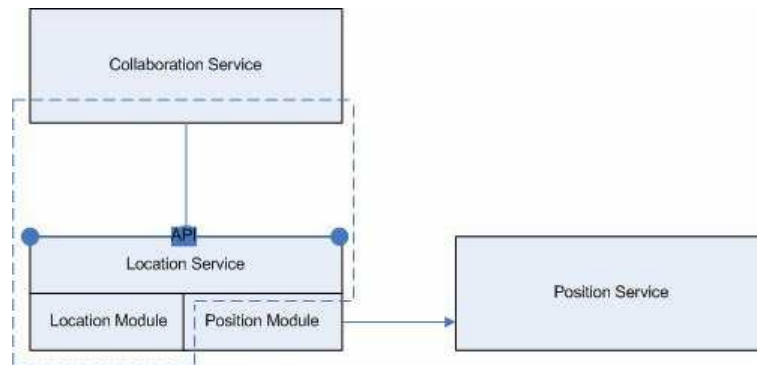 Collaboration Service
API
Location Service
Location Module
Position Module
Position Service